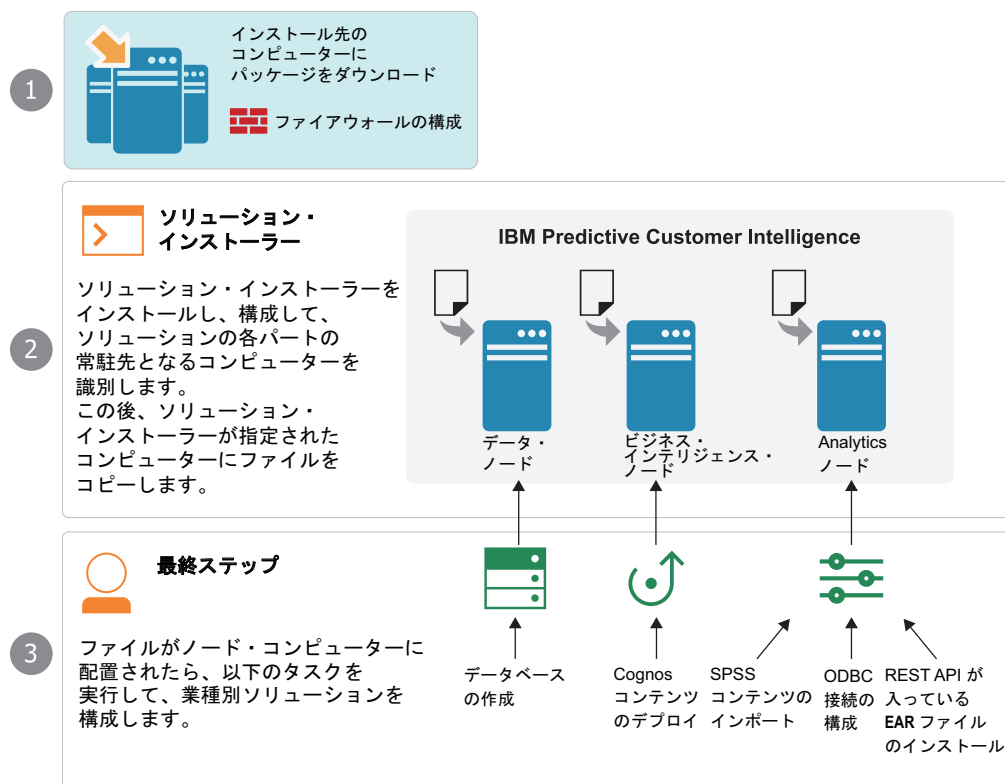 1
インストール先の
コンピューターに
パッケージをダウンロード
ファイアウォールの構成
2
ソリューション・
インストーラー
ソリューション・インストーラーを
インストールし、構成して、
ソリューションの各パートの
常駐先となるコンピューターを
識別します。
この後、ソリューション・
インストーラーが指定された
コンピューターにファイルを
コピーします。
IBM Predictive Customer Intelligence
データ・
ノード
ビジネス・
インテリジェンス・
ノード
Analytics
ノード
3
最終ステップ
ファイルがノード・コンピューターに
配置されたら、以下のタスクを
実行して、業種別ソリューションを
構成します。
データベース
の作成
Cognos
コンテンツ
のデプロイ
SPSS
コンテンツの
インポート
ODBC
接続の
構成
REST API が
入っている
EAR ファイル
のインストール